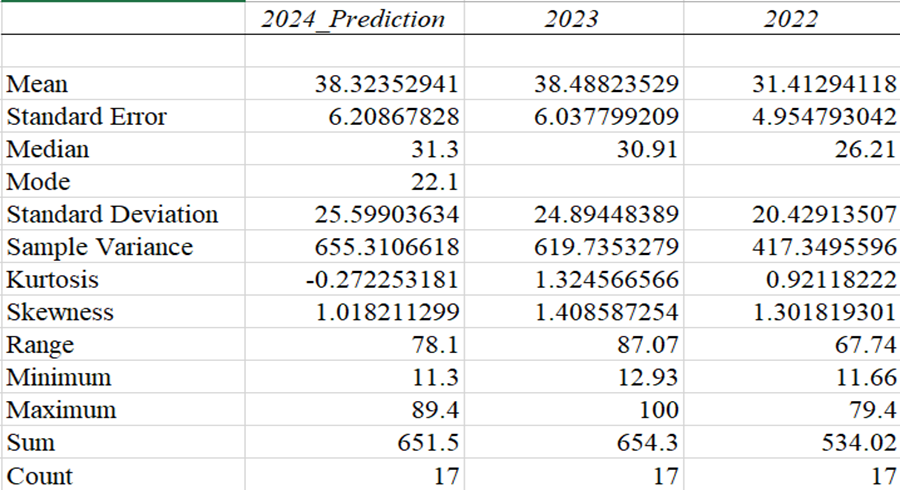 2024_Prediction 2023 2022
Mean 38.32352941 38.48823529 31.41294118
Standard Error 6.20867828 6.037799209 4.954793042
Median 31.3 30.91 26.21
Mode 22.1
Standard Deviation 25.59903634 24.89448389 20.42913507
Sample Variance 655.3106618 619.7353279 417.3495596
Kurtosis -0.272253181 1.324566566 0.92118222
Skewness 1.018211299 1.408587254 1.301819301
Range 78.1 87.07 67.74
Minimum 11.3 12.93 11.66
Maximum 89.4 100 79.4
Sum 651.5 654.3 534.02
Count 17 17 17